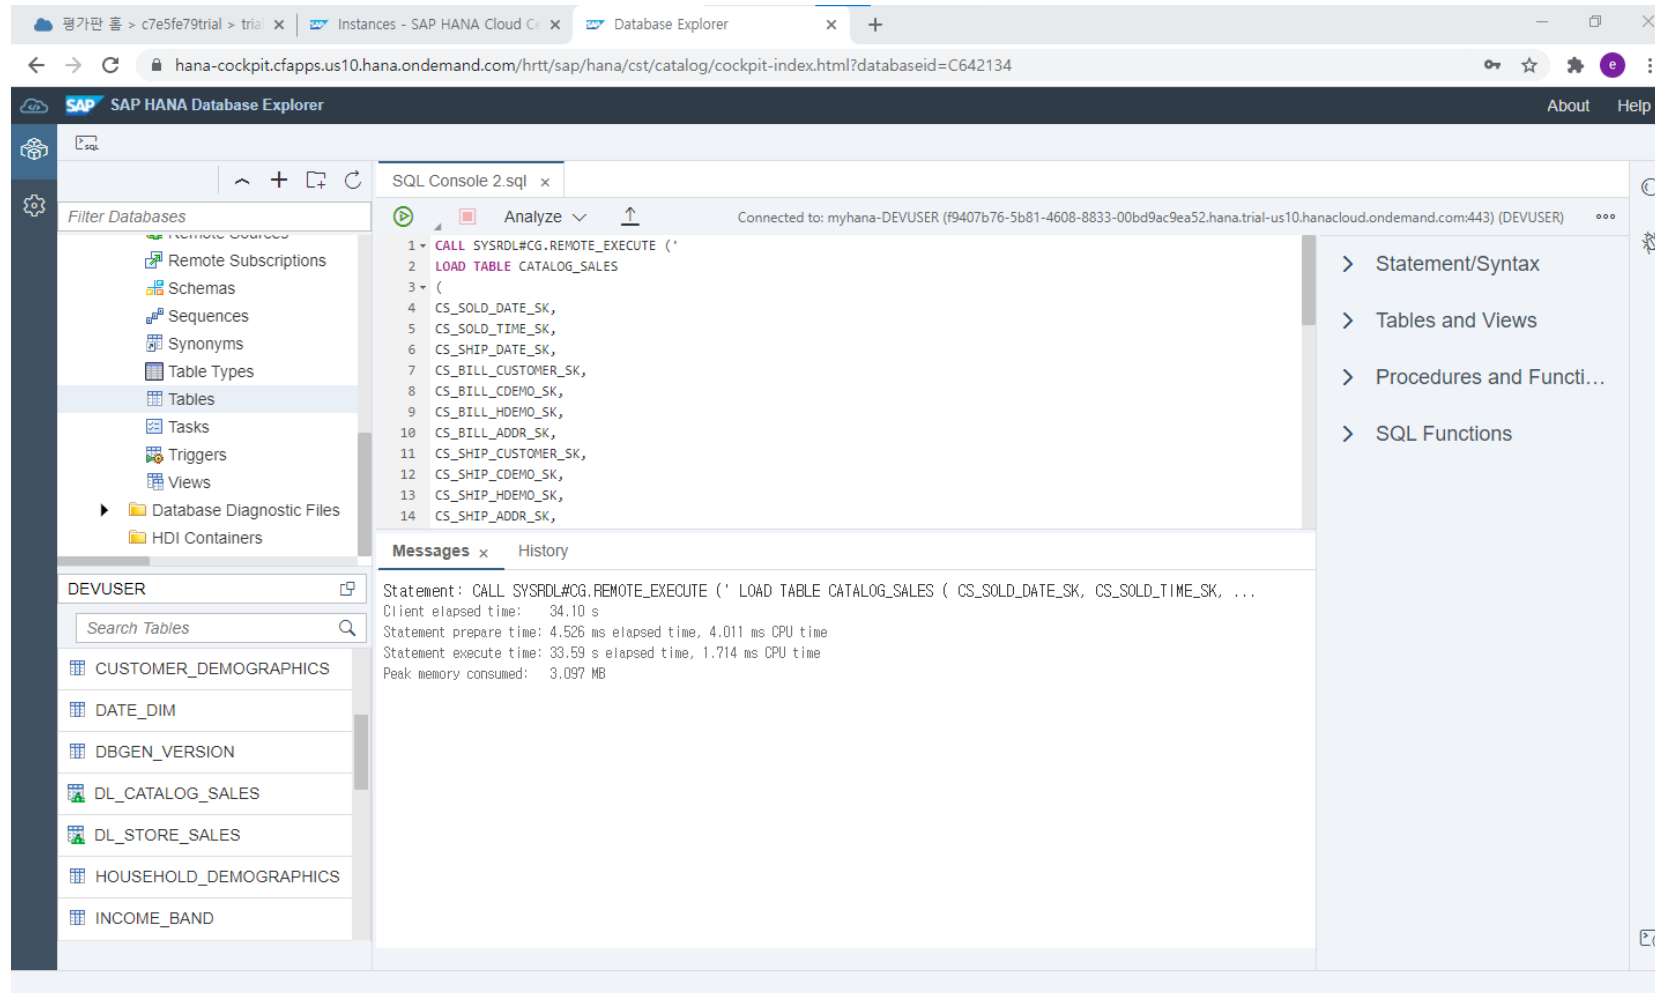 평가판 홈 > c7e5fe79trial > tria
Instances - SAP HANA Cloud Ce
Database Explorer
hana-cockpit.cfapps.us10.hana.ondemand.com/hrtt/sap/hana/cst/catalog/cockpit-index.html?databaseid=C642134
e
SAP SAP HANA Database Explorer
About Help
SQL
SQL Console 2.sql
Filter Databases
Analyze
Connected to: myhana-DEVUSER (f9407b76-5b81-4608-8833-00bd9ac9ea52.hana.trial-us10.hanacloud.ondemand.com:443) (DEVUSER)
Remote Sources
Remote Subscriptions
Schemas
Sequences
Synonyms
Table Types
Tables
Tasks
Triggers
Views
Database Diagnostic Files
HDI Containers
1 CALL SYSRDL#CG.REMOTE_EXECUTE ('
2 LOAD TABLE CATALOG_SALES
3 (
4 CS_SOLD_DATE_SK,
5 CS_SOLD_TIME_SK,
6 CS_SHIP_DATE_SK,
7 CS_BILL_CUSTOMER_SK,
8 CS_BILL_CDEMO_SK,
9 CS_BILL_HDEMO_SK,
10 CS_BILL_ADDR_SK,
11 CS_SHIP_CUSTOMER_SK,
12 CS_SHIP_CDEMO_SK,
13 CS_SHIP_HDEMO_SK,
14 CS_SHIP_ADDR_SK,
Statement/Syntax
Tables and Views
Procedures and Functi...
SQL Functions
Messages
History
Statement: CALL SYSRDL#CG.REMOTE_EXECUTE (' LOAD TABLE CATALOG_SALES ( CS_SOLD_DATE_SK, CS_SOLD_TIME_SK, ...
Client elapsed time: 34.10 s
Statement prepare time: 4.526 ms elapsed time, 4.011 ms CPU time
Statement execute time: 33.59 s elapsed time, 1.714 ms CPU time
Peak memory consumed: 3.097 MB
DEVUSER
Search Tables
CUSTOMER_DEMOGRAPHICS
DATE_DIM
DBGEN_VERSION
DL_CATALOG_SALES
DL_STORE_SALES
HOUSEHOLD_DEMOGRAPHICS
INCOME_BAND